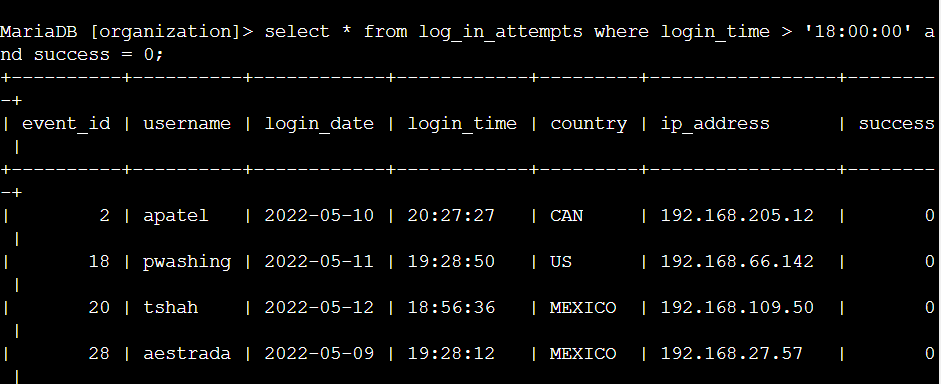 MariaDB [organization]> select * from log_in_attempts where login_time > '18:00:00' a
nd success = 0;
+----------+----------+------------+------------+---------+-----------------+--------
-+
| event_id | username | login_date | login_time | country | ip_address      | success
 |
+----------+----------+------------+------------+---------+-----------------+--------
-+
|        2 | apatel   | 2022-05-10 | 20:27:27   | CAN     | 192.168.205.12  |       0
 |
|       18 | pwashing | 2022-05-11 | 19:28:50   | US      | 192.168.66.142  |       0
 |
|       20 | tshah    | 2022-05-12 | 18:56:36   | MEXICO  | 192.168.109.50  |       0
 |
|       28 | aestrada | 2022-05-09 | 19:28:12   | MEXICO  | 192.168.27.57   |       0
 |